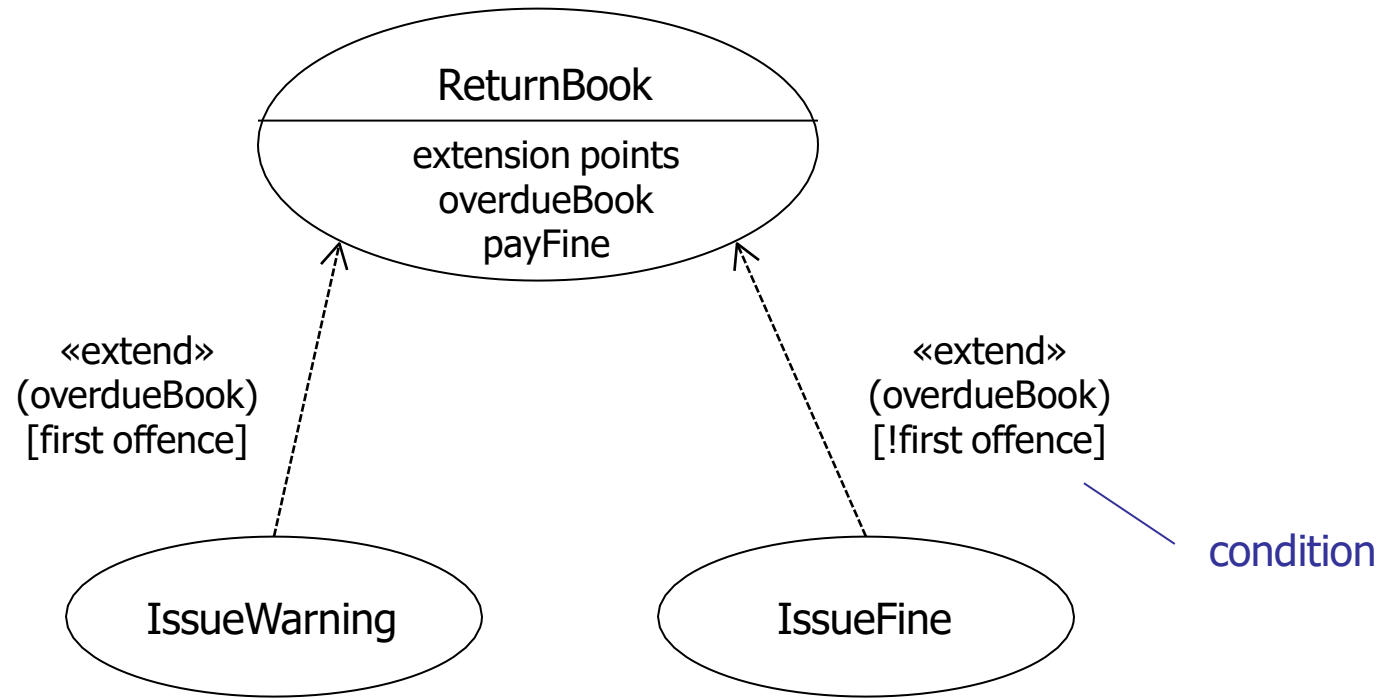 ReturnBook
extension points
overdueBook
payFine
«extend»
(overdueBook)
[first offence]
«extend»
(overdueBook)
[!first offence]
condition
IssueWarning
IssueFine